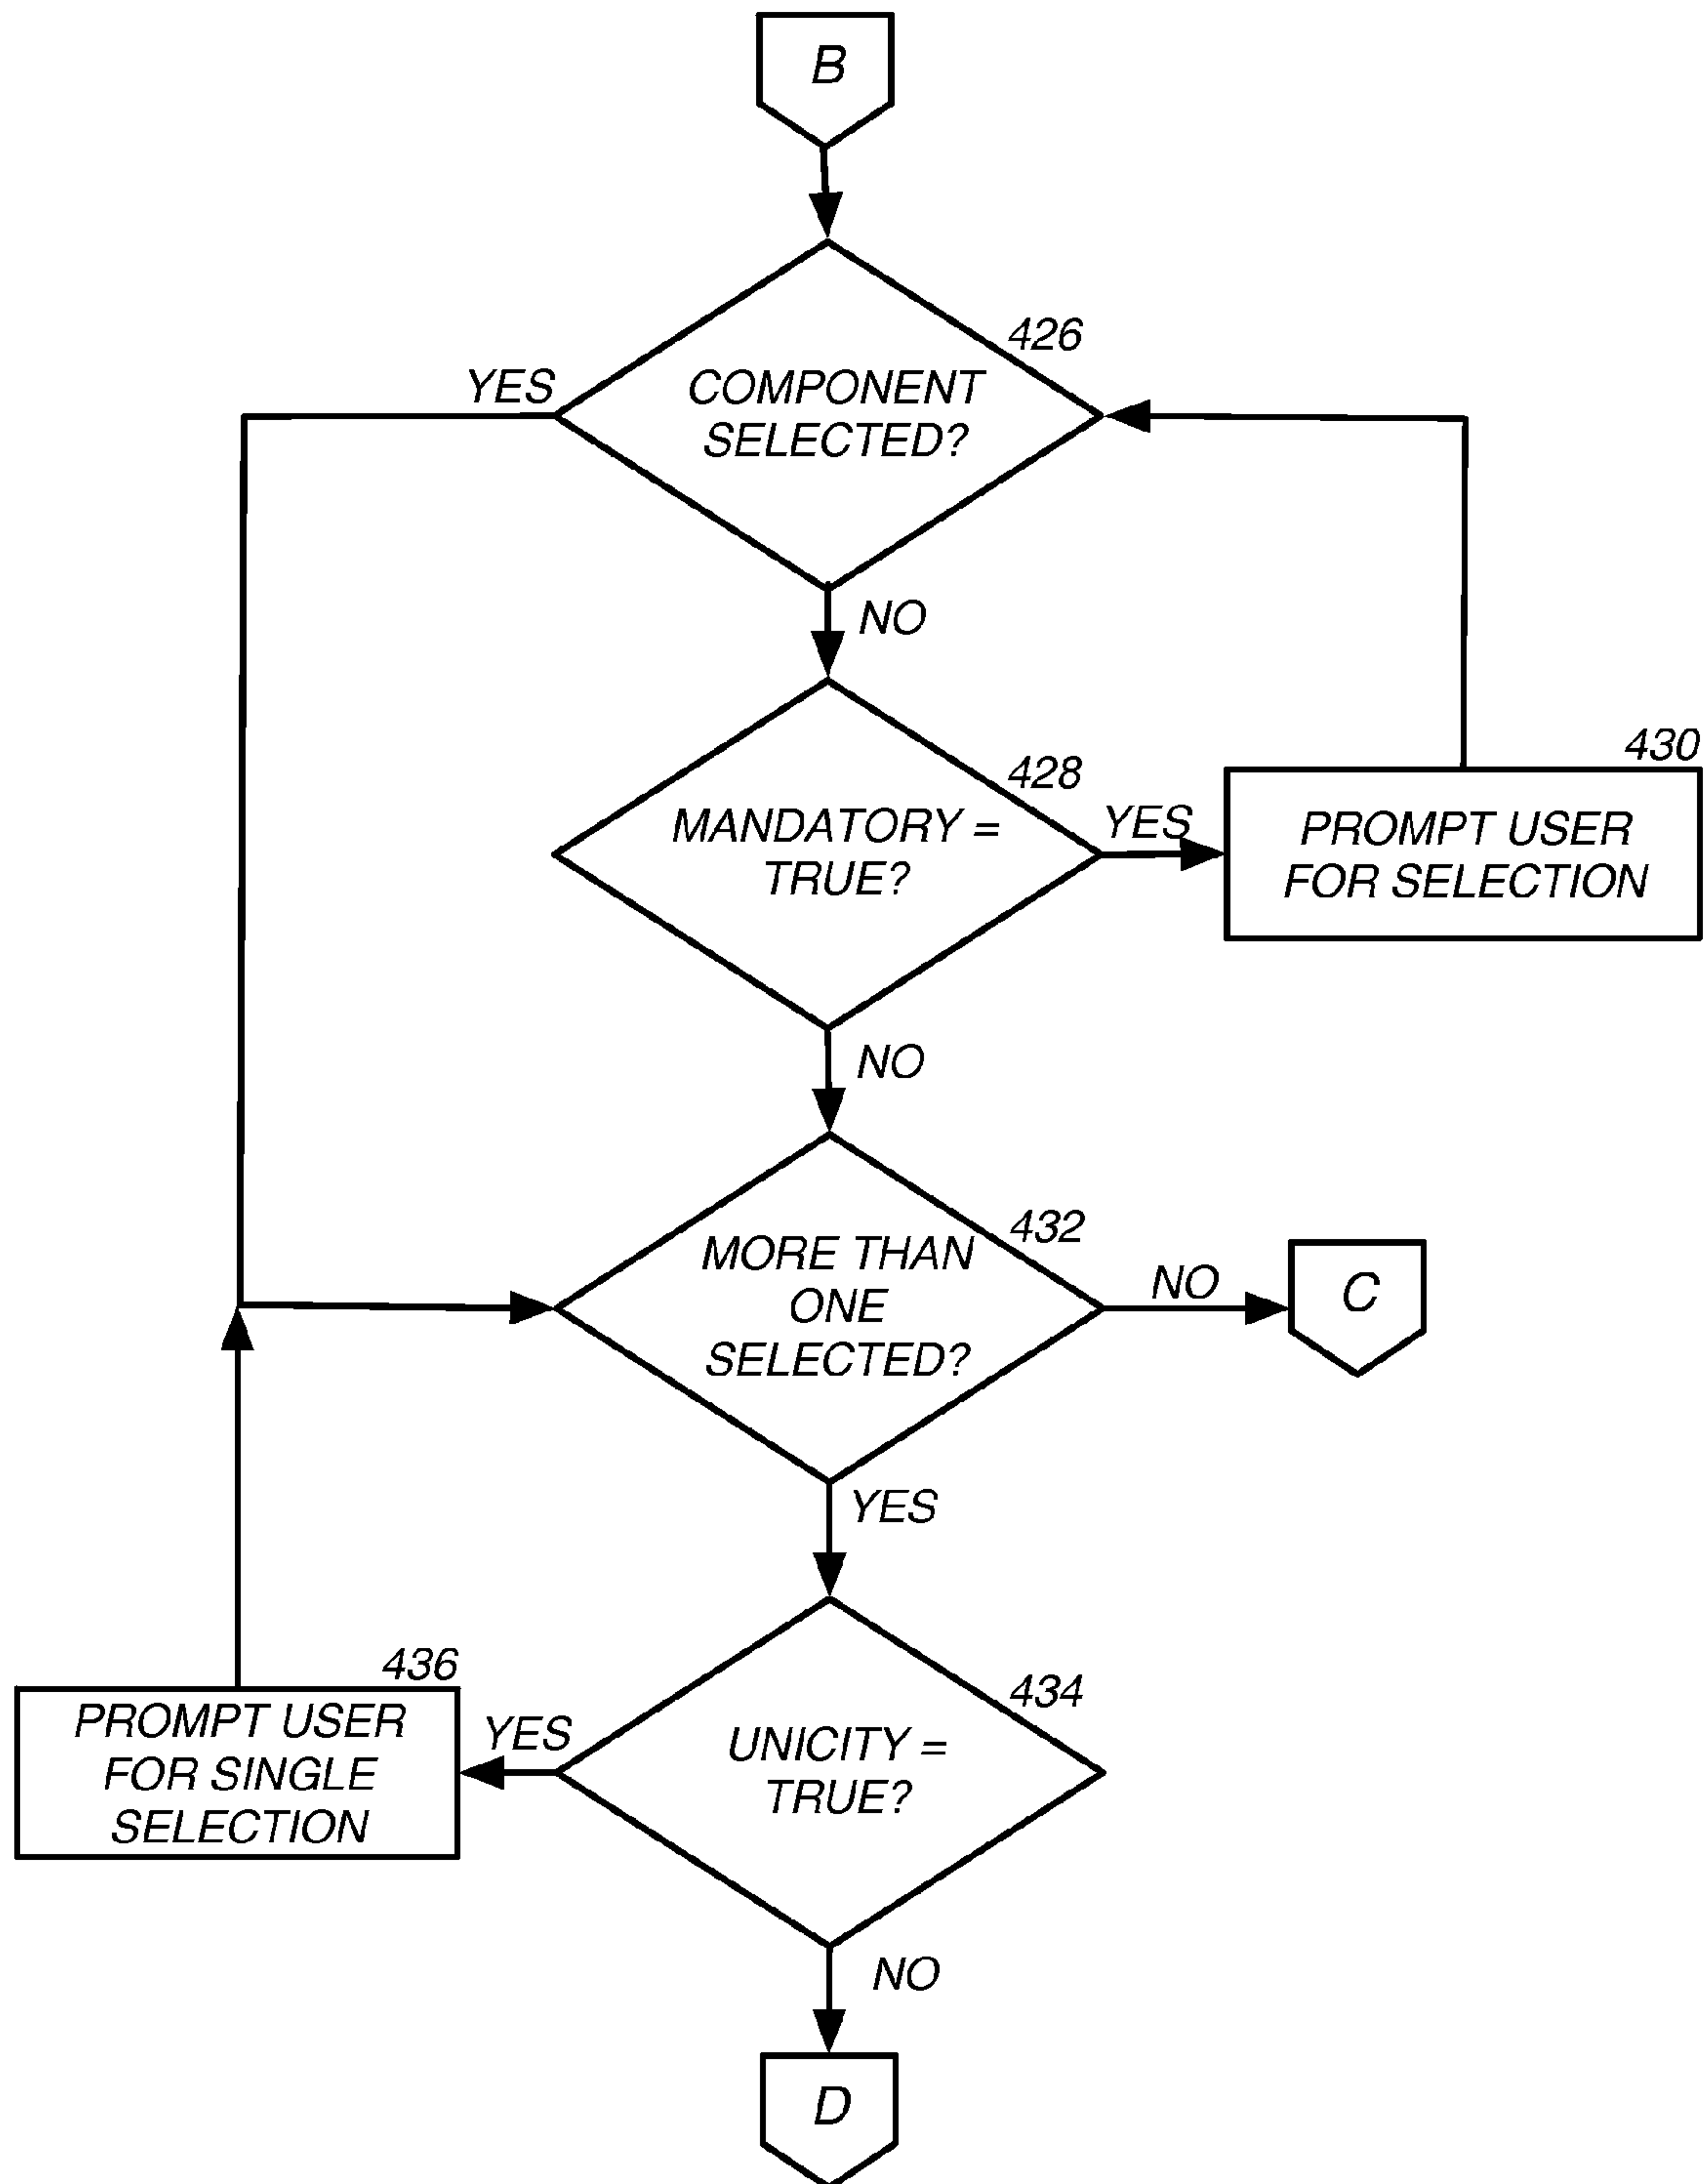 B
426
YES
COMPONENT
SELECTED?
NO
428
430
MANDATORY =
TRUE?
YES
PROMPT USER
FOR SELECTION
NO
432
MORE THAN
ONE
SELECTED?
NO
C
YES
436
434
PROMPT USER
FOR SINGLE
SELECTION
YES
UNICITY =
TRUE?
NO
D